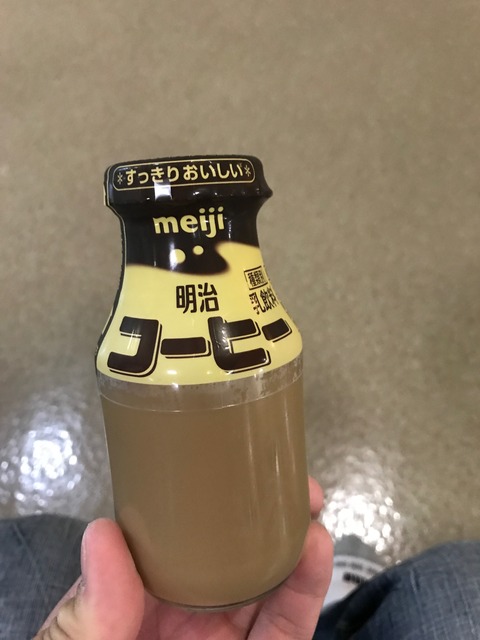 すっきりおいしい
meiji
明治
種類別
乳飲料
コーヒー